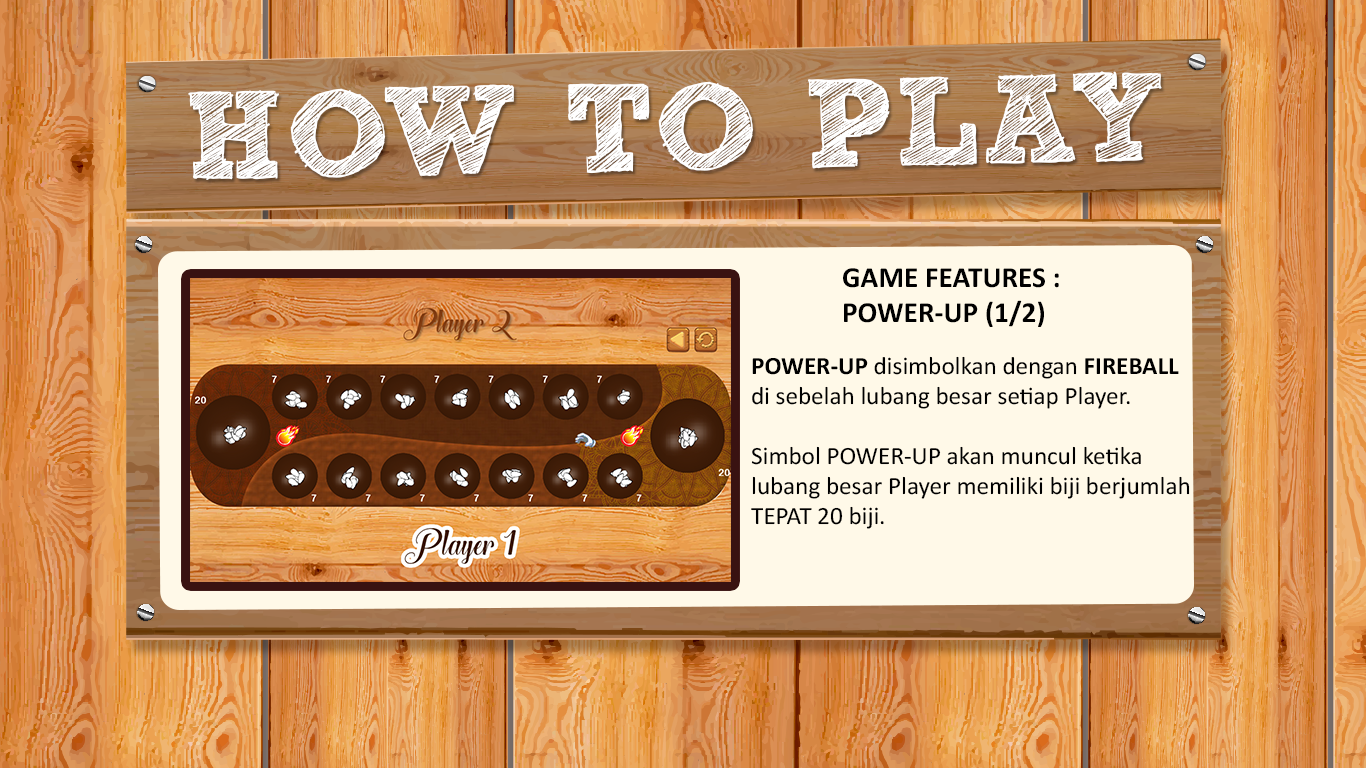 HOW TO PLAY
Player 2
7 7 7 7 7 7 7
20
20
7 7 7 7 7 7 7
Player 1
GAME FEATURES :
POWER-UP (1/2)
POWER-UP disimbolkan dengan FIREBALL
di sebelah lubang besar setiap Player.
Simbol POWER-UP akan muncul ketika
lubang besar Player memiliki biji berjumlah
TEPAT 20 biji.